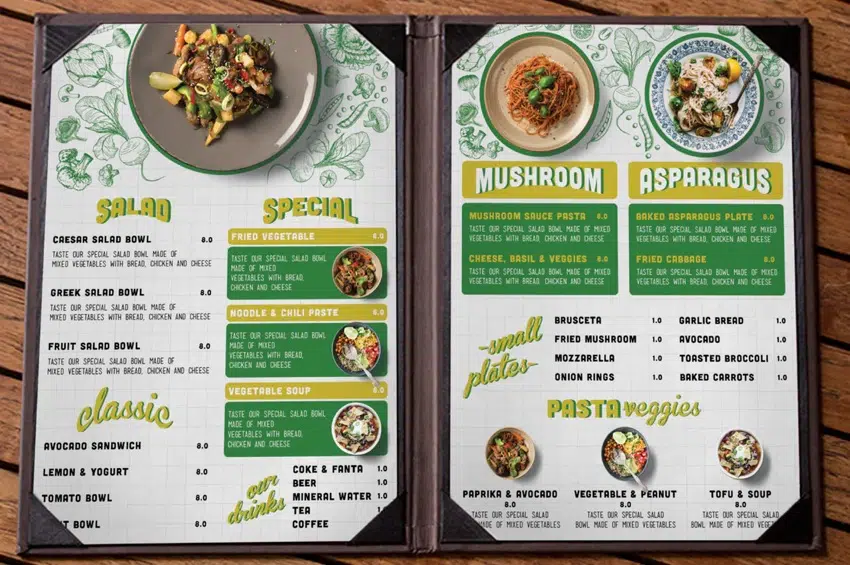 SALAD
CAESAR SALAD BOWL 8.0
TASTE OUR SPECIAL SALAD BOWL MADE OF
MIXED VEGETABLES WITH BREAD, CHICKEN AND CHEESE
GREEK SALAD BOWL 8.0
TASTE OUR SPECIAL SALAD BOWL MADE OF
MIXED VEGETABLES WITH BREAD, CHICKEN AND CHEESE
FRUIT SALAD BOWL 8.0
TASTE OUR SPECIAL SALAD BOWL MADE OF
MIXED VEGETABLES WITH BREAD, CHICKEN AND CHEESE
classic
AVOCADO SANDWICH 8.0
LEMON & YOGURT 8.0
TOMATO BOWL 8.0
IT BOWL 8.0
SPECIAL
FRIED VEGETABLE 8.0
TASTE OUR SPECIAL SALAD BOWL
MADE OF MIXED
VEGETABLES WITH BREAD,
CHICKEN AND CHEESE
NOODLE & CHILI PASTE 8.0
TASTE OUR SPECIAL SALAD BOWL
MADE OF MIXED
VEGETABLES WITH BREAD,
CHICKEN AND CHEESE
VEGETABLE SOUP 8.0
TASTE OUR SPECIAL SALAD BOWL
MADE OF MIXED
VEGETABLES WITH BREAD,
CHICKEN AND CHEESE
our
drinks
COKE & FANTA 1.0
BEER 1.0
MINERAL WATER 1.0
TEA 1.0
COFFEE 1.0
MUSHROOM
MUSHROOM SAUCE PASTA 8.0
TASTE OUR SPECIAL SALAD BOWL MADE OF MIXED
VEGETABLES WITH BREAD, CHICKEN AND CHEESE
CHEESE, BASIL & VEGGIES 8.0
TASTE OUR SPECIAL SALAD BOWL MADE OF MIXED
VEGETABLES WITH BREAD, CHICKEN AND CHEESE
ASPARAGUS
BAKED ASPARAGUS PLATE 8.0
TASTE OUR SPECIAL SALAD BOWL MADE OF MIXED
VEGETABLES WITH BREAD, CHICKEN AND CHEESE
FRIED CABBAGE 8.0
TASTE OUR SPECIAL SALAD BOWL MADE OF MIXED
VEGETABLES WITH BREAD, CHICKEN AND CHEESE
-small
plates-
BRUSCETA 1.0
FRIED MUSHROOM 1.0
MOZZARELLA 1.0
ONION RINGS 1.0
GARLIC BREAD 1.0
AVOCADO 1.0
TOASTED BROCCOLI 1.0
BAKED CARROTS 1.0
PASTA veggies
PAPRIKA & AVOCADO
8.0
TASTE OUR SPECIAL SALAD
MADE OF MIXED VEGETABLES
VEGETABLE & PEANUT
8.0
TASTE OUR SPECIAL SALAD
BOWL MADE OF MIXED VEGETABLES
TOFU & SOUP
8.0
TASTE OUR SPECIAL SALAD
BOWL MADE OF MIXED